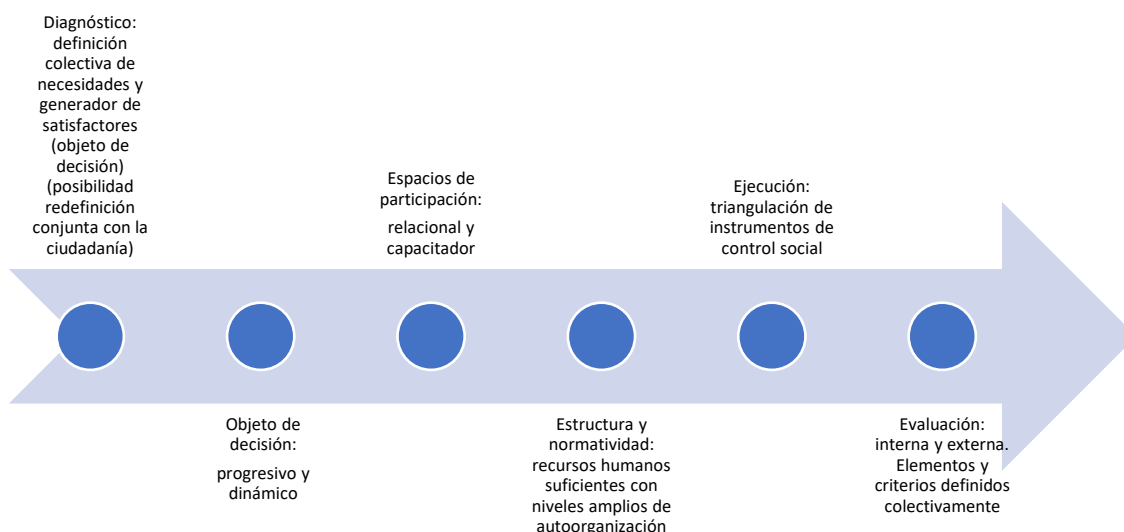 Diagnóstico:
definición
colectiva de
necesidades y
generador de
satisfactores
(objeto de
decisión)
(posibilidad
redefinición
conjunta con la
ciudadanía)
Objeto de
decisión:
progresivo y
dinámico
Espacios de
participación:
relacional y
capacitador
Estructura y
normatividad:
recursos humanos
suficientes con
niveles amplios de
autoorganización
Ejecución:
triangulación de
instrumentos de
control social
Evaluación:
interna y externa.
Elementos y
criterios definidos
colectivamente